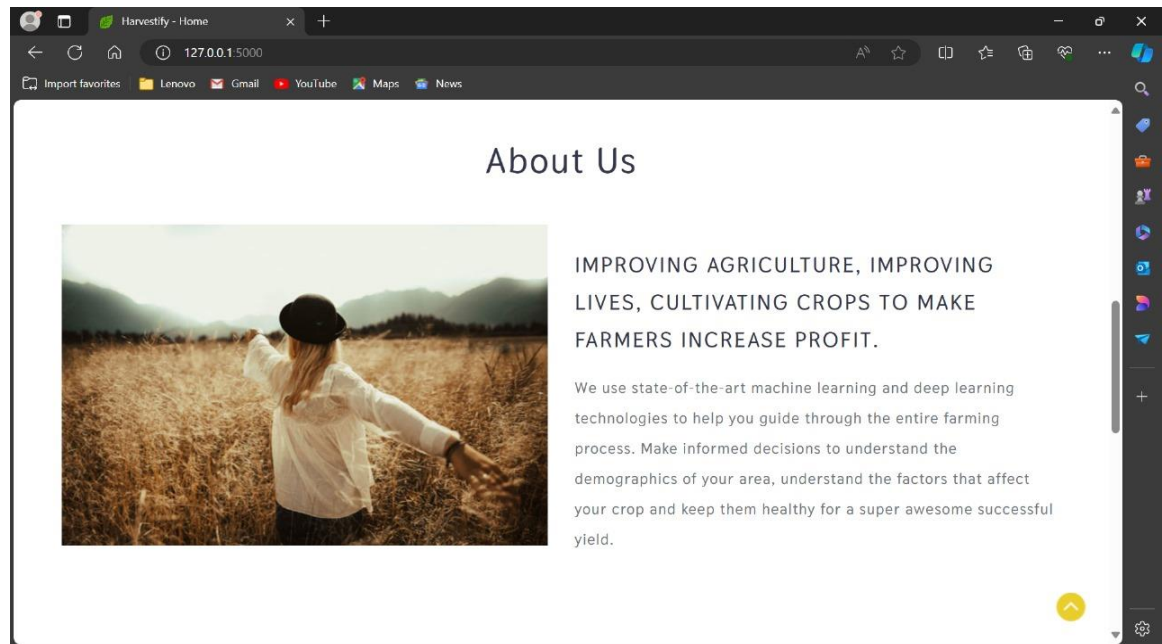 Harvestify - Home
127.0.0.1:5000
Import favorites Lenovo Gmail YouTube Maps News
About Us
IMPROVING AGRICULTURE, IMPROVING
LIVES, CULTIVATING CROPS TO MAKE
FARMERS INCREASE PROFIT.
We use state-of-the-art machine learning and deep learning
technologies to help you guide through the entire farming
process. Make informed decisions to understand the
demographics of your area, understand the factors that affect
your crop and keep them healthy for a super awesome successful
yield.